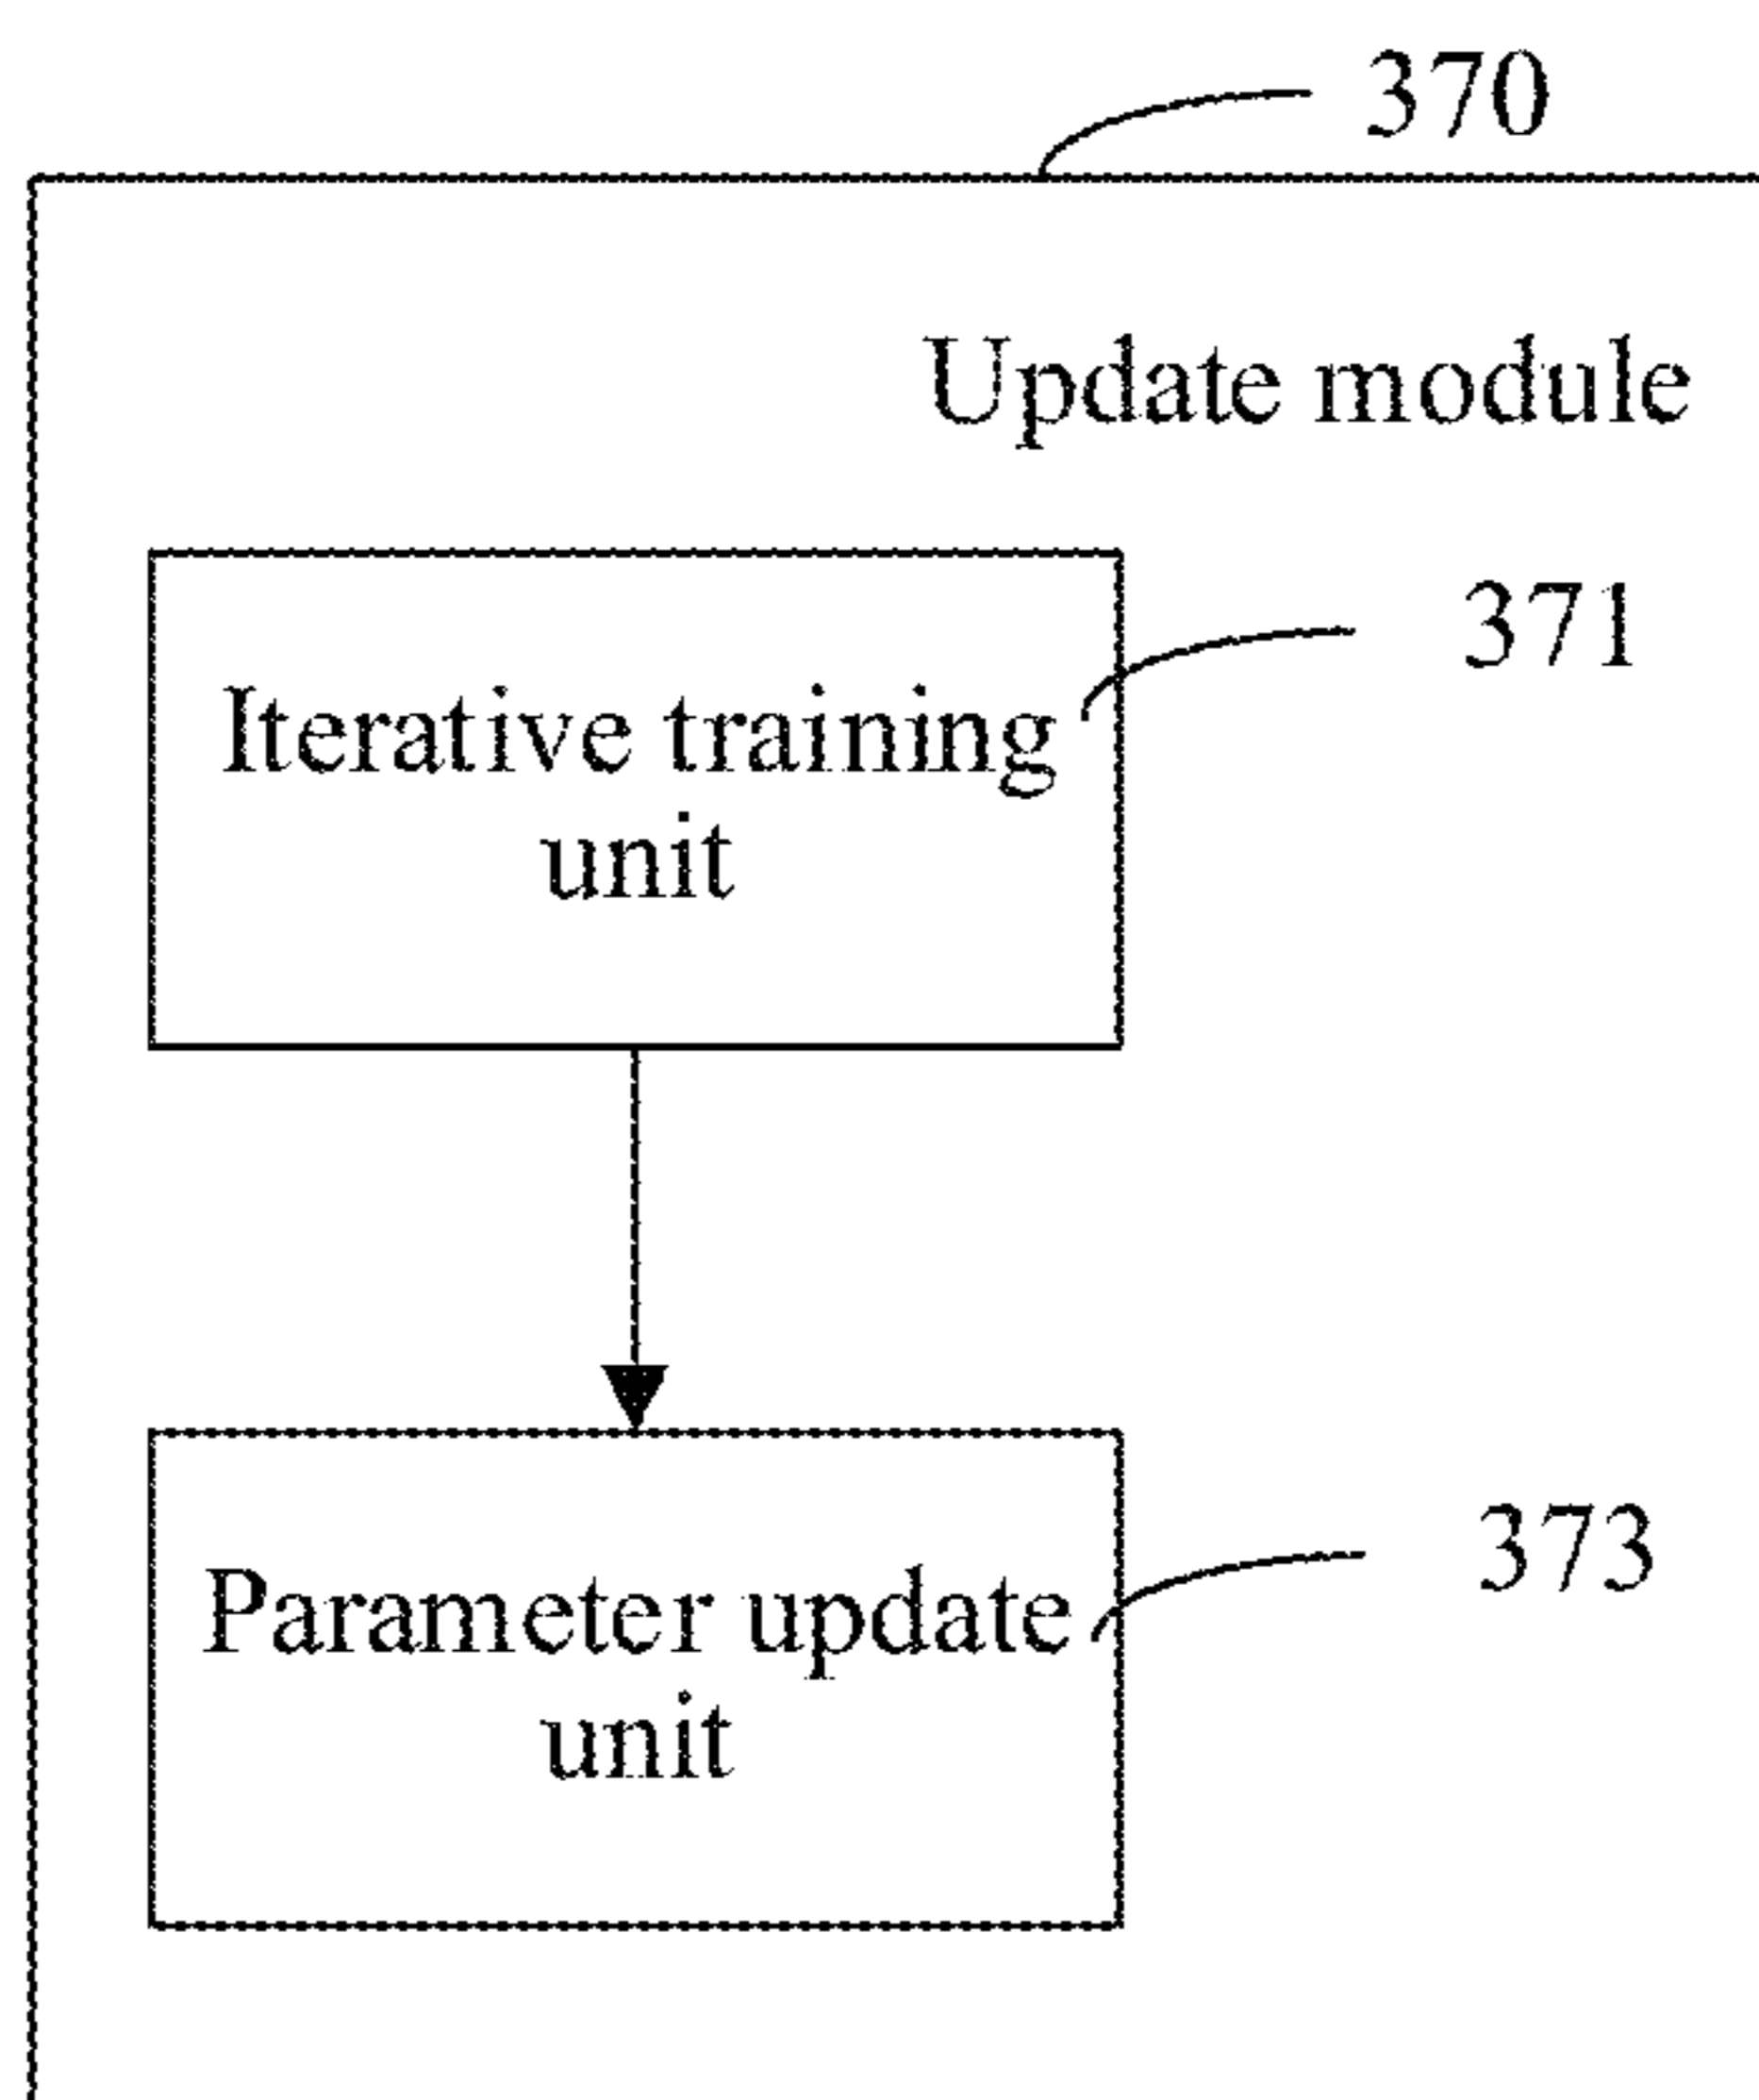 370
Update module
371
Iterative training
unit
373
Parameter update
unit